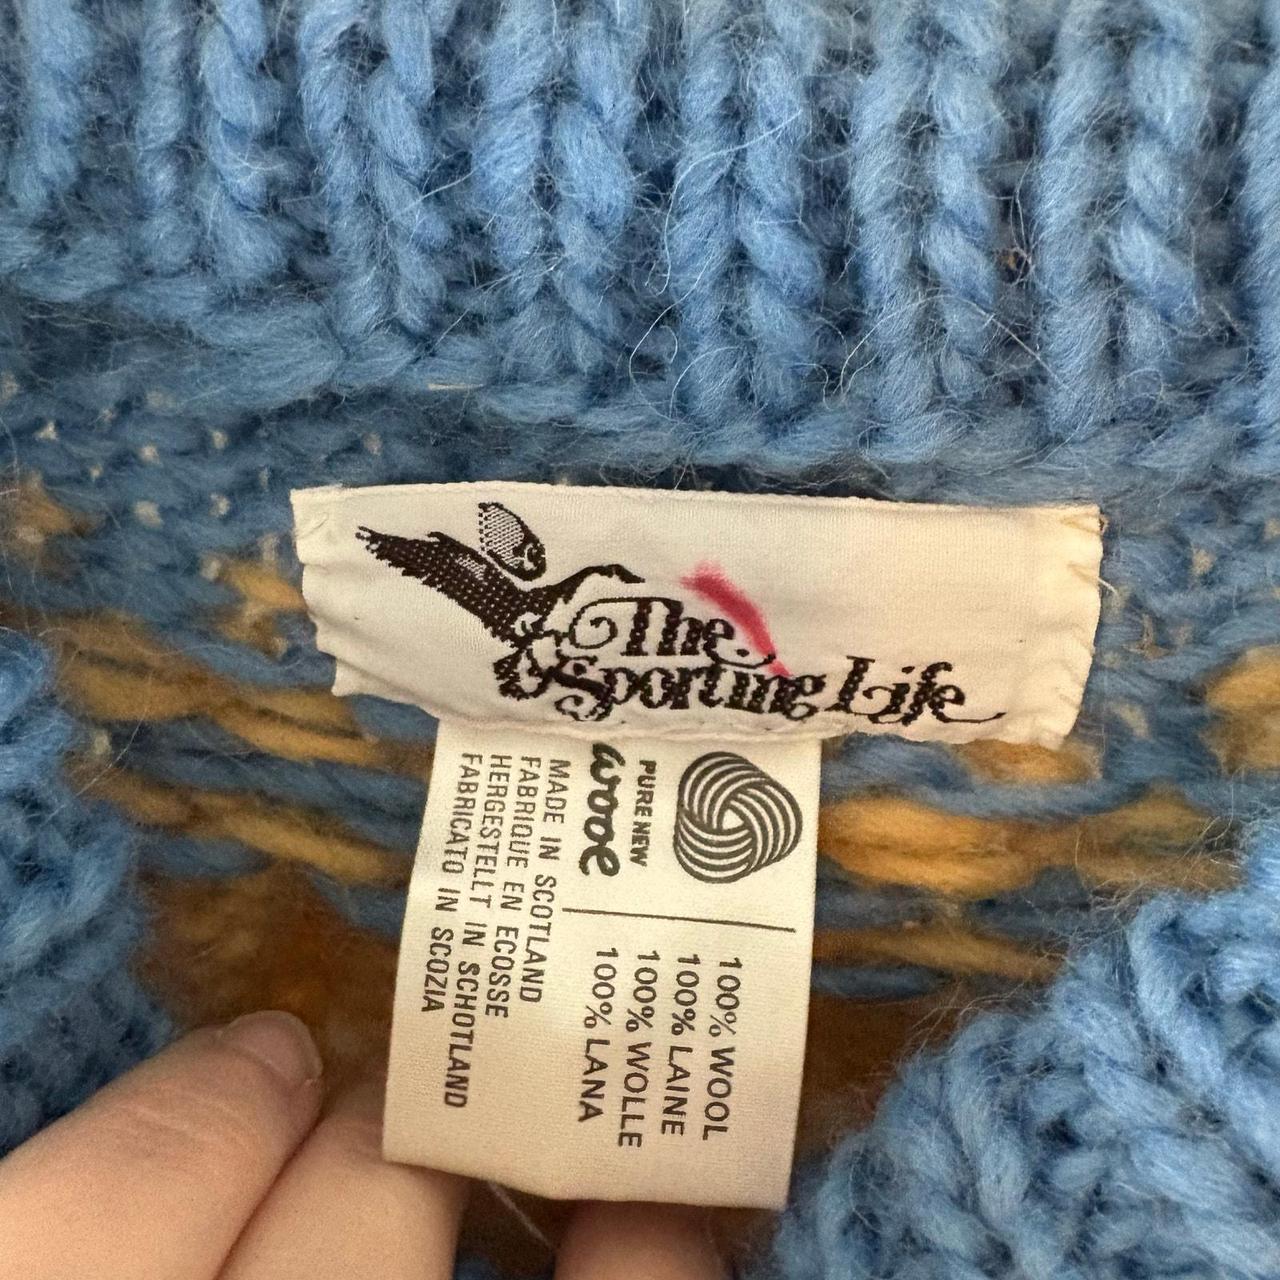 The
Sporting Life
PURE NEW
wool
MADE IN SCOTLAND
FABRIQUE EN ECOSSE
HERGESTELLT IN SCHOTLAND
FABRICATO IN SCOZIA
100% WOOL
100% LAINE
100% WOLLE
100% LANA